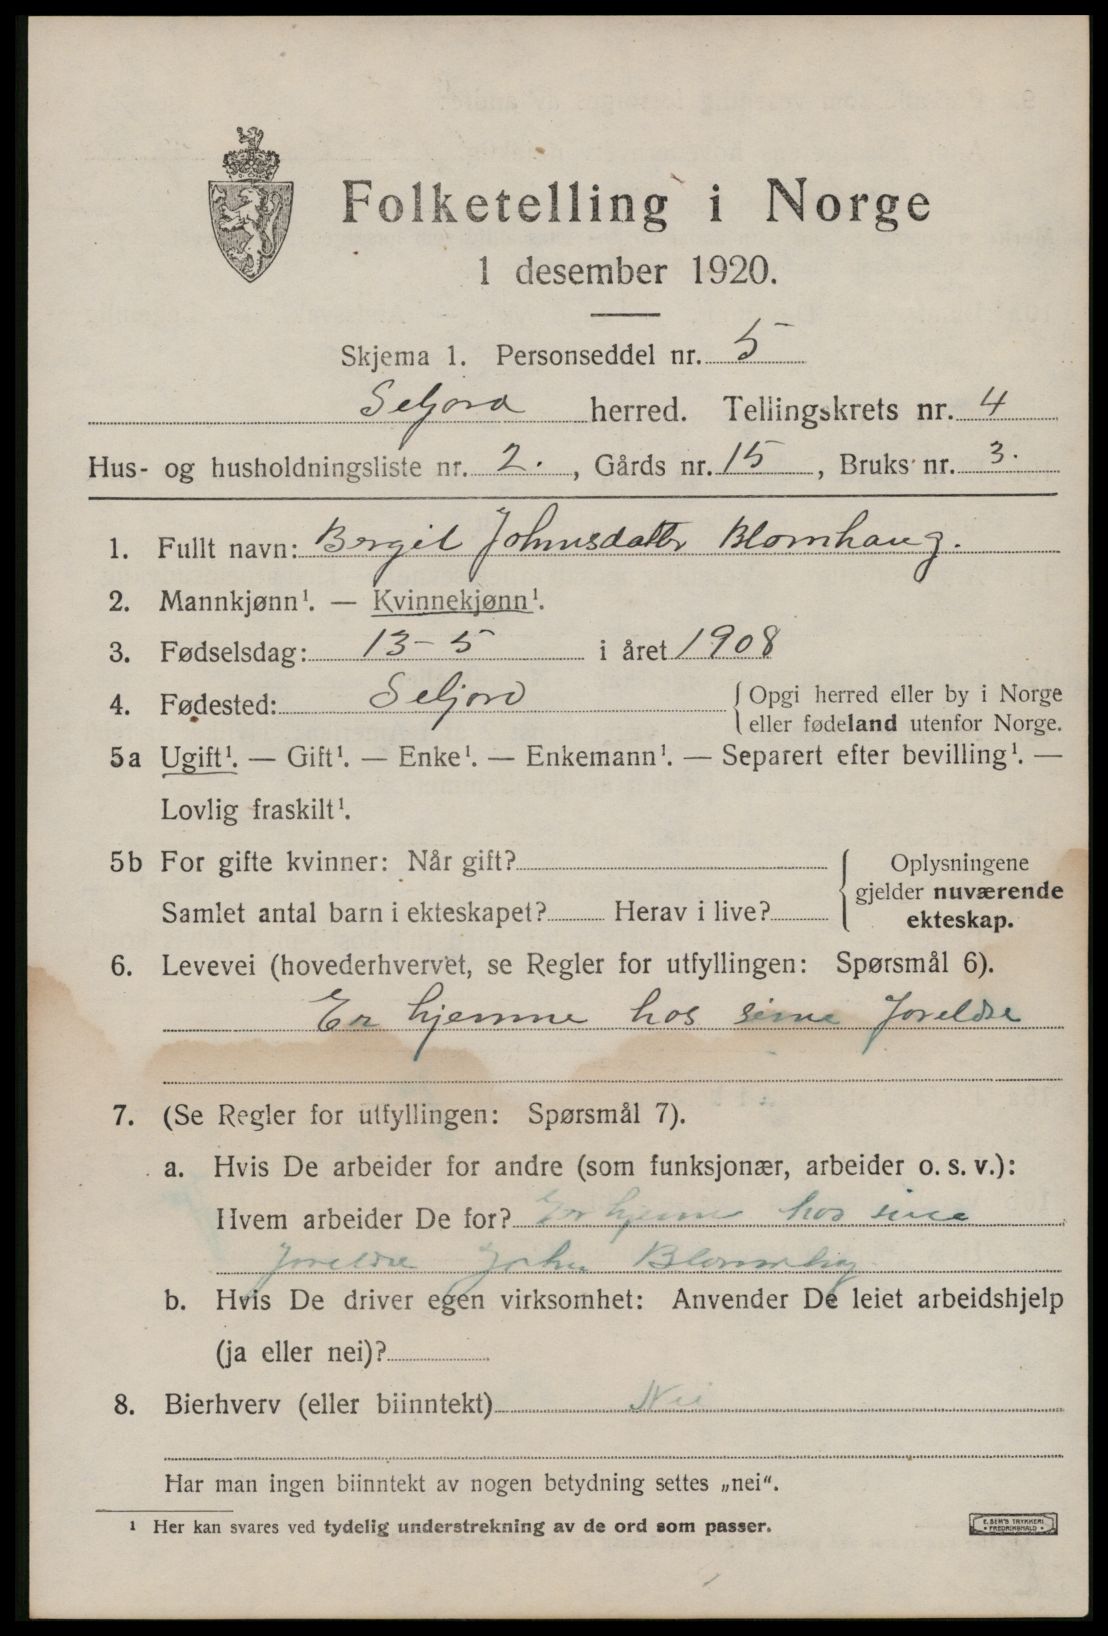 Folketelling i Norge
1 desember 1920.
Skjema 1. Personseddel nr. 5
Seljord herred. Tellingskrets nr. 4
Hus- og husholdningsliste nr. 2. , Gårds nr. 15 , Bruks nr. 3.
1. Fullt navn: Bergit Johnsdatter Blomhaug.
2. Mannkjønn¹. — Kvinnekjønn¹.
3. Fødselsdag: 13-5 i året 1908
4. Fødested: Seljord { Opgi herred eller by i Norge
eller fødeland utenfor Norge.
5a Ugift¹. — Gift¹. — Enke¹. — Enkemann¹. — Separert efter bevilling¹. —
Lovlig fraskilt¹.
5b For gifte kvinner: Når gift? { Oplysningene
gjelder nuværende
Samlet antal barn i ekteskapet? Herav i live? ekteskap.
6. Levevei (hovederhvervet, se Regler for utfyllingen: Spørsmål 6).
Er hjemme hos sine foreldre
7. (Se Regler for utfyllingen: Spørsmål 7).
a. Hvis De arbeider for andre (som funksjonær, arbeider o. s. v.):
Hvem arbeider De for? Er hjeme hos sine
foreldre John
b. Hvis De driver egen virksomhet: Anvender De leiet arbeidshjelp
(ja eller nei)?
8. Bierhverv (eller biinntekt) Nei
Har man ingen biinntekt av nogen betydning settes „nei“.
¹ Her kan svares ved tydelig understrekning av de ord som passer.
E. SEM'S TRYKKERI
FREDRIKSHALD